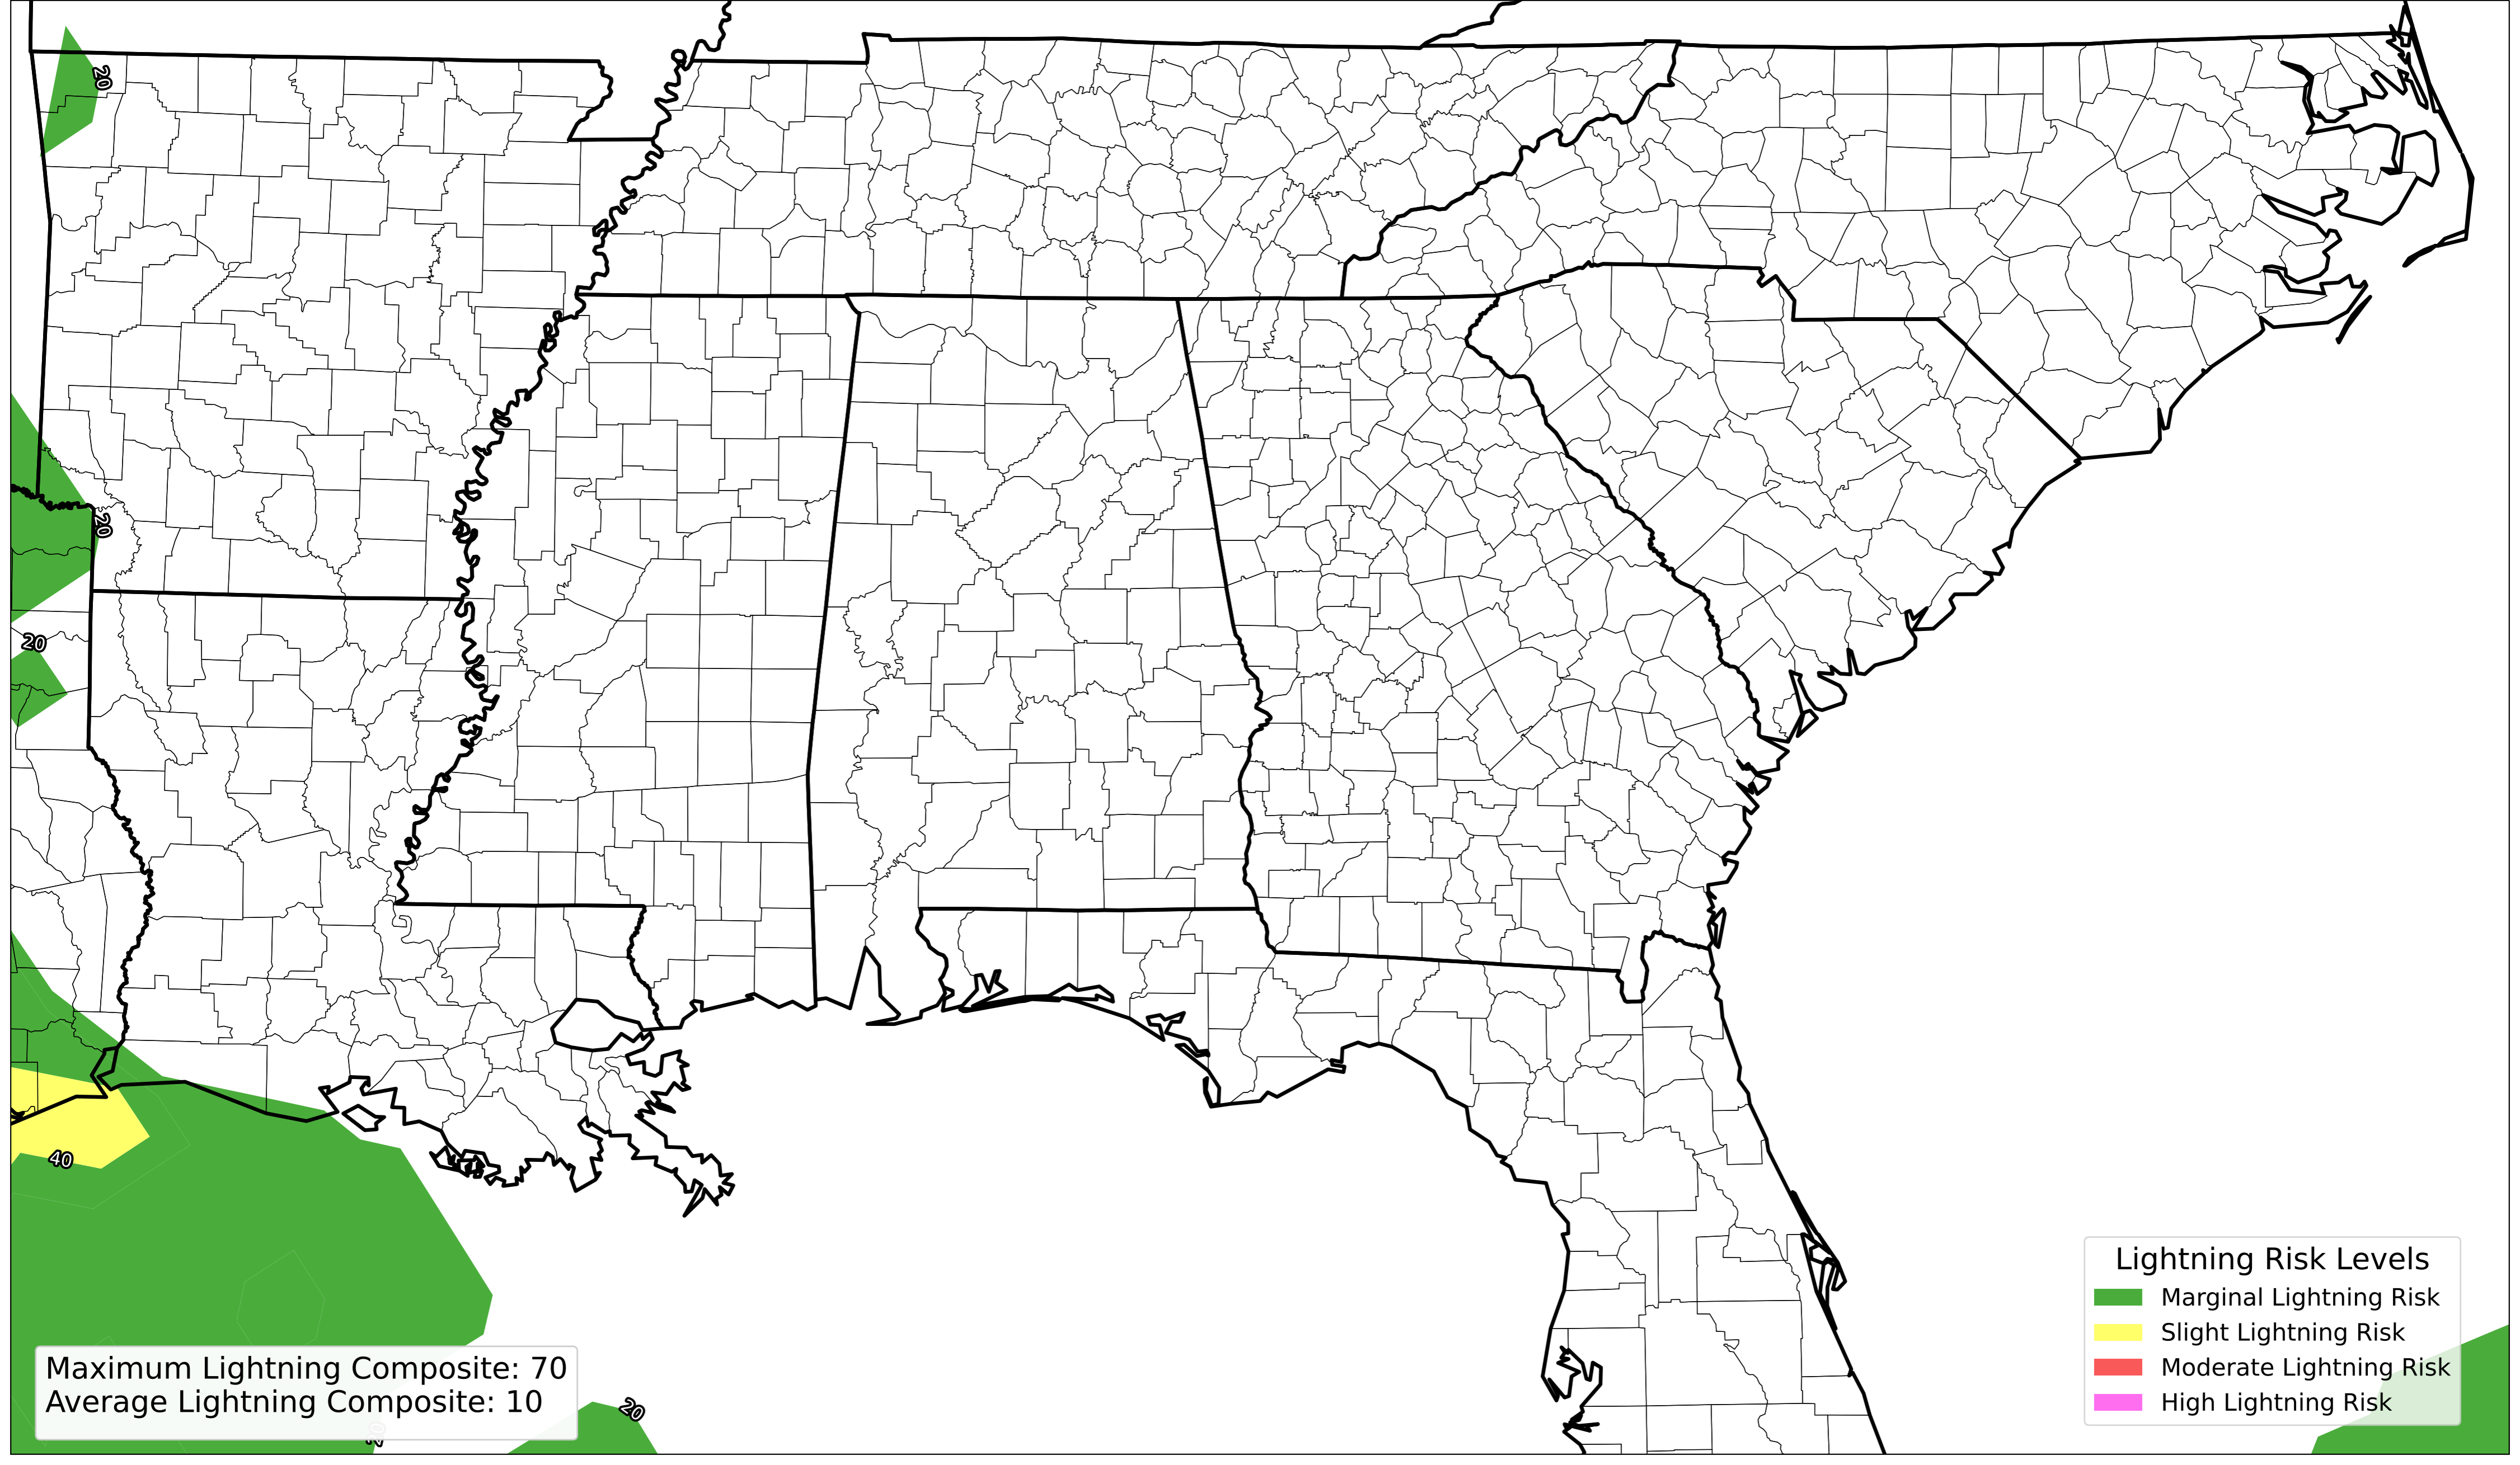 20
20
20
40
20
Maximum Lightning Composite: 70
Average Lightning Composite: 10
Lightning Risk Levels
Marginal Lightning Risk
Slight Lightning Risk
Moderate Lightning Risk
High Lightning Risk